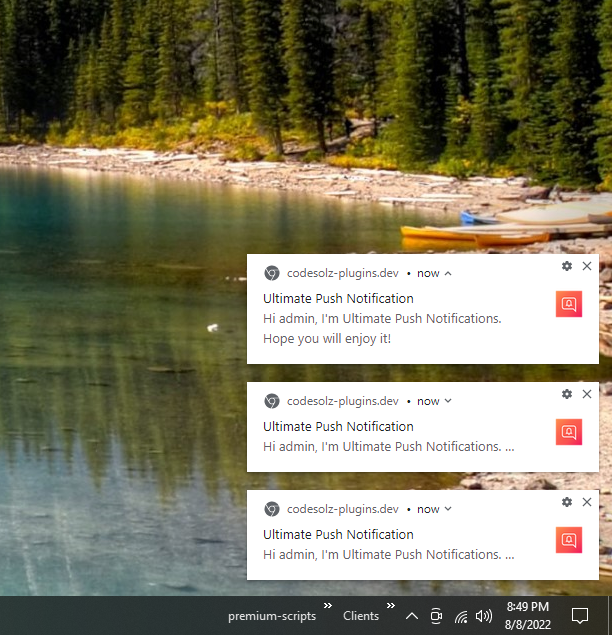 codesolz-plugins.dev • now
Ultimate Push Notification
Hi admin, I'm Ultimate Push Notifications.
Hope you will enjoy it!
codesolz-plugins.dev • now
Ultimate Push Notification
Hi admin, I'm Ultimate Push Notifications. ...
codesolz-plugins.dev • now
Ultimate Push Notification
Hi admin, I'm Ultimate Push Notifications. ...
premium-scripts » Clients » 8:49 PM
8/8/2022